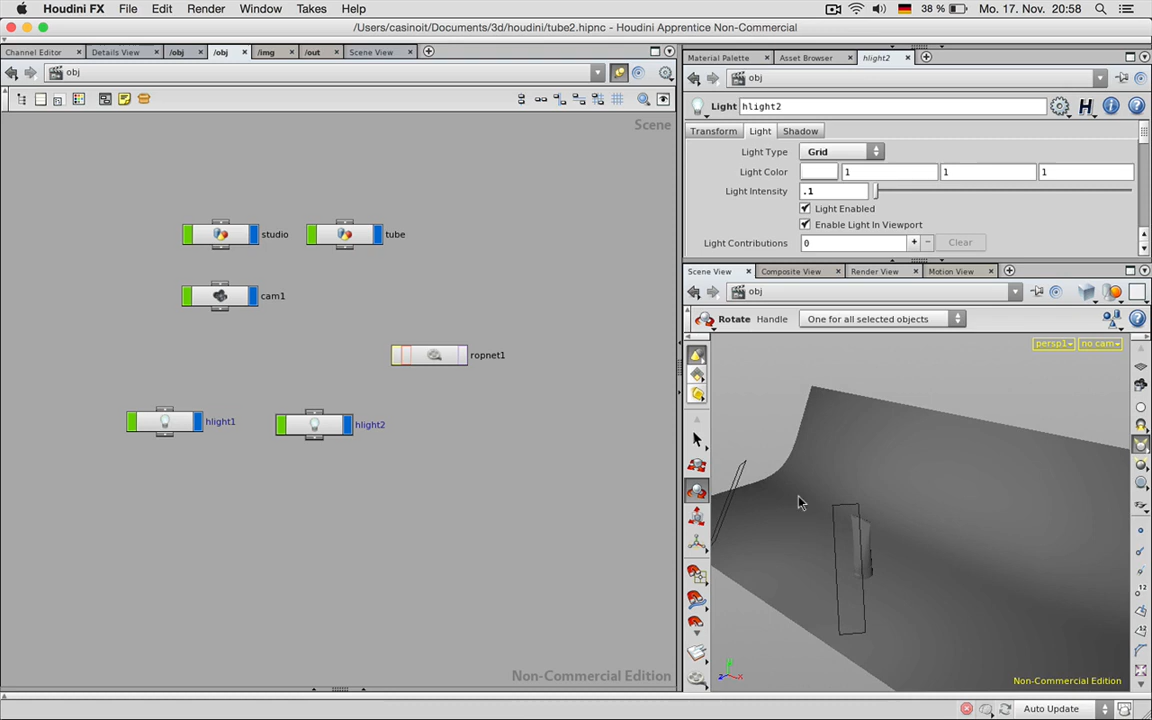 Houdini FX File Edit Render Window Takes Help
38 % Mo. 17. Nov. 20:58
/Users/casinoit/Documents/3d/houdini/tube2.hipnc - Houdini Apprentice Non-Commercial
Channel Editor Details View /obj /obj /img /out Scene View
obj
Scene
studio
tube
cam1
ropnet1
hlight1
hlight2
Non-Commercial Edition
Material Palette Asset Browser hlight2
obj
Light hlight2
Transform Light Shadow
Light Type Grid
Light Color 1 1 1
Light Intensity .1
Light Enabled
Enable Light In Viewport
Light Contributions 0 Clear
Scene View Composite View Render View Motion View
obj
Rotate Handle One for all selected objects
persp1 no cam
Non-Commercial Edition
Auto Update